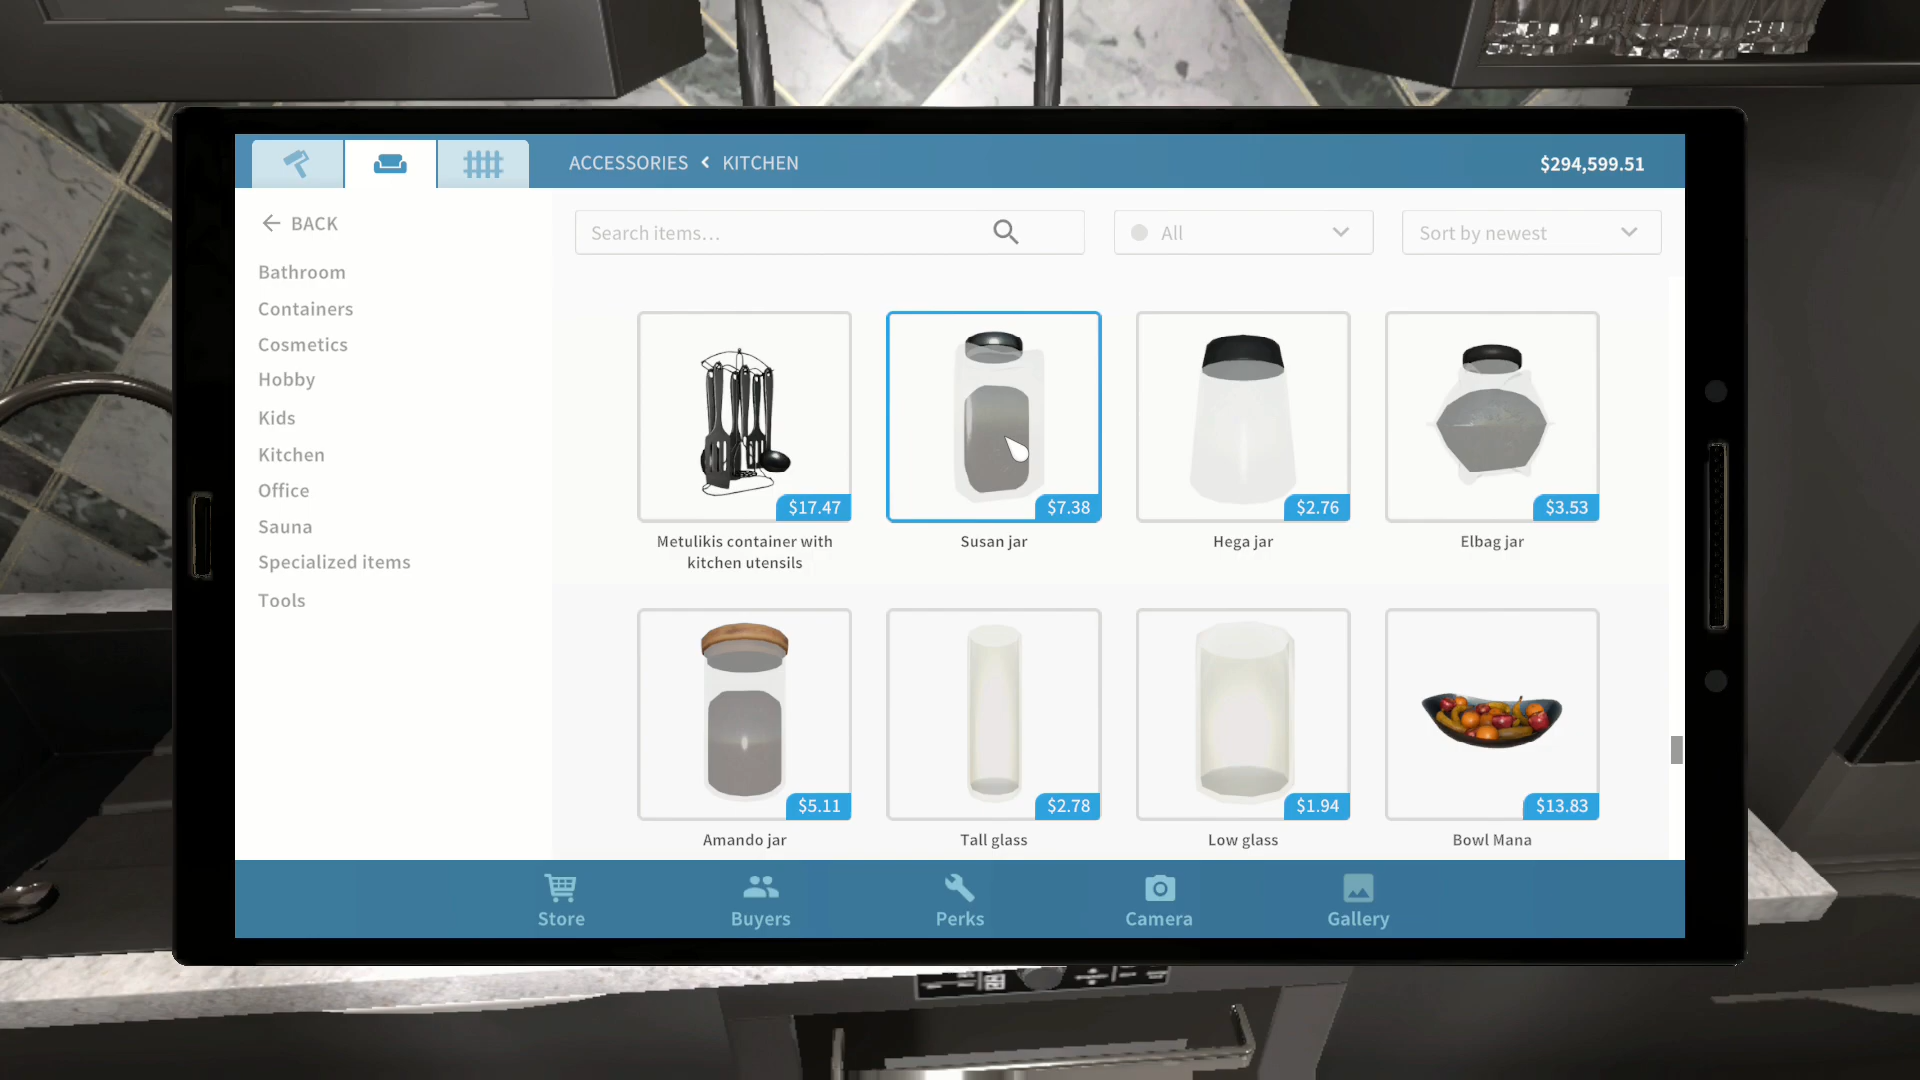 ACCESSORIES < KITCHEN
$294,599.51
BACK
Search items...
All
Sort by newest
Bathroom
Containers
Cosmetics
Hobby
Kids
Kitchen
Office
Sauna
Specialized items
Tools
$17.47
$7.38
$2.76
$3.53
Metulikis container with
kitchen utensils
Susan jar
Hega jar
Elbag jar
$5.11
$2.78
$1.94
$13.83
Amando jar
Tall glass
Low glass
Bowl Mana
Store
Buyers
Perks
Camera
Gallery